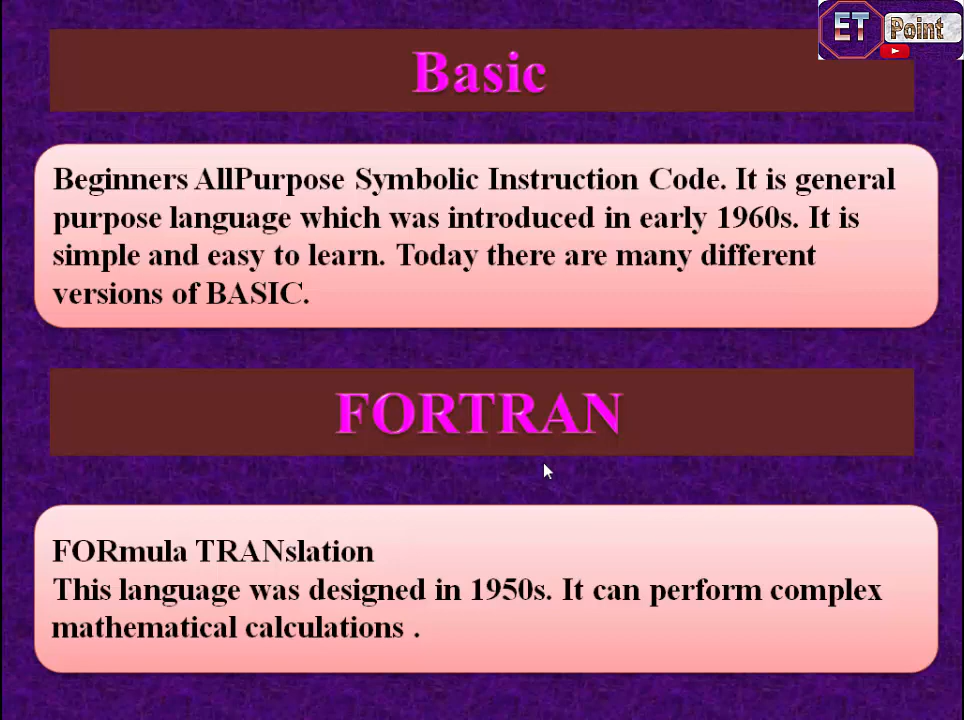 ET Point
Basic
Beginners AllPurpose Symbolic Instruction Code. It is general
purpose language which was introduced in early 1960s. It is
simple and easy to learn. Today there are many different
versions of BASIC.
FORTRAN
FORmula TRANslation
This language was designed in 1950s. It can perform complex
mathematical calculations .